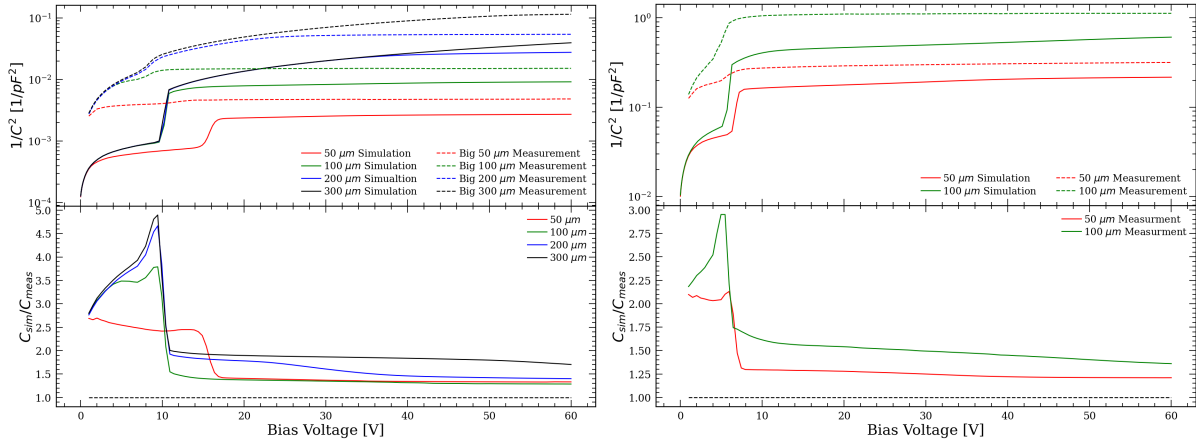 10⁻¹
10⁻²
10⁻³
10⁻⁴
1/C² [1/pF²]
50 μm Simulation
100 μm Simulation
200 μm Simualtion
300 μm Simulation
Big 50 μm Measurement
Big 100 μm Measurement
Big 200 μm Measurement
Big 300 μm Measurement
5.0
4.5
4.0
3.5
3.0
2.5
2.0
1.5
1.0
C_sim/C_meas
50 μm
100 μm
200 μm
300 μm
0 10 20 30 40 50 60
Bias Voltage [V]
10⁰
10⁻¹
10⁻²
1/C² [1/pF²]
50 μm Simulation
100 μm Simulation
50 μm Measurement
100 μm Measurement
3.00
2.75
2.50
2.25
2.00
1.75
1.50
1.25
1.00
C_sim/C_meas
50 μm Measurment
100 μm Measurment
0 10 20 30 40 50 60
Bias Voltage [V]